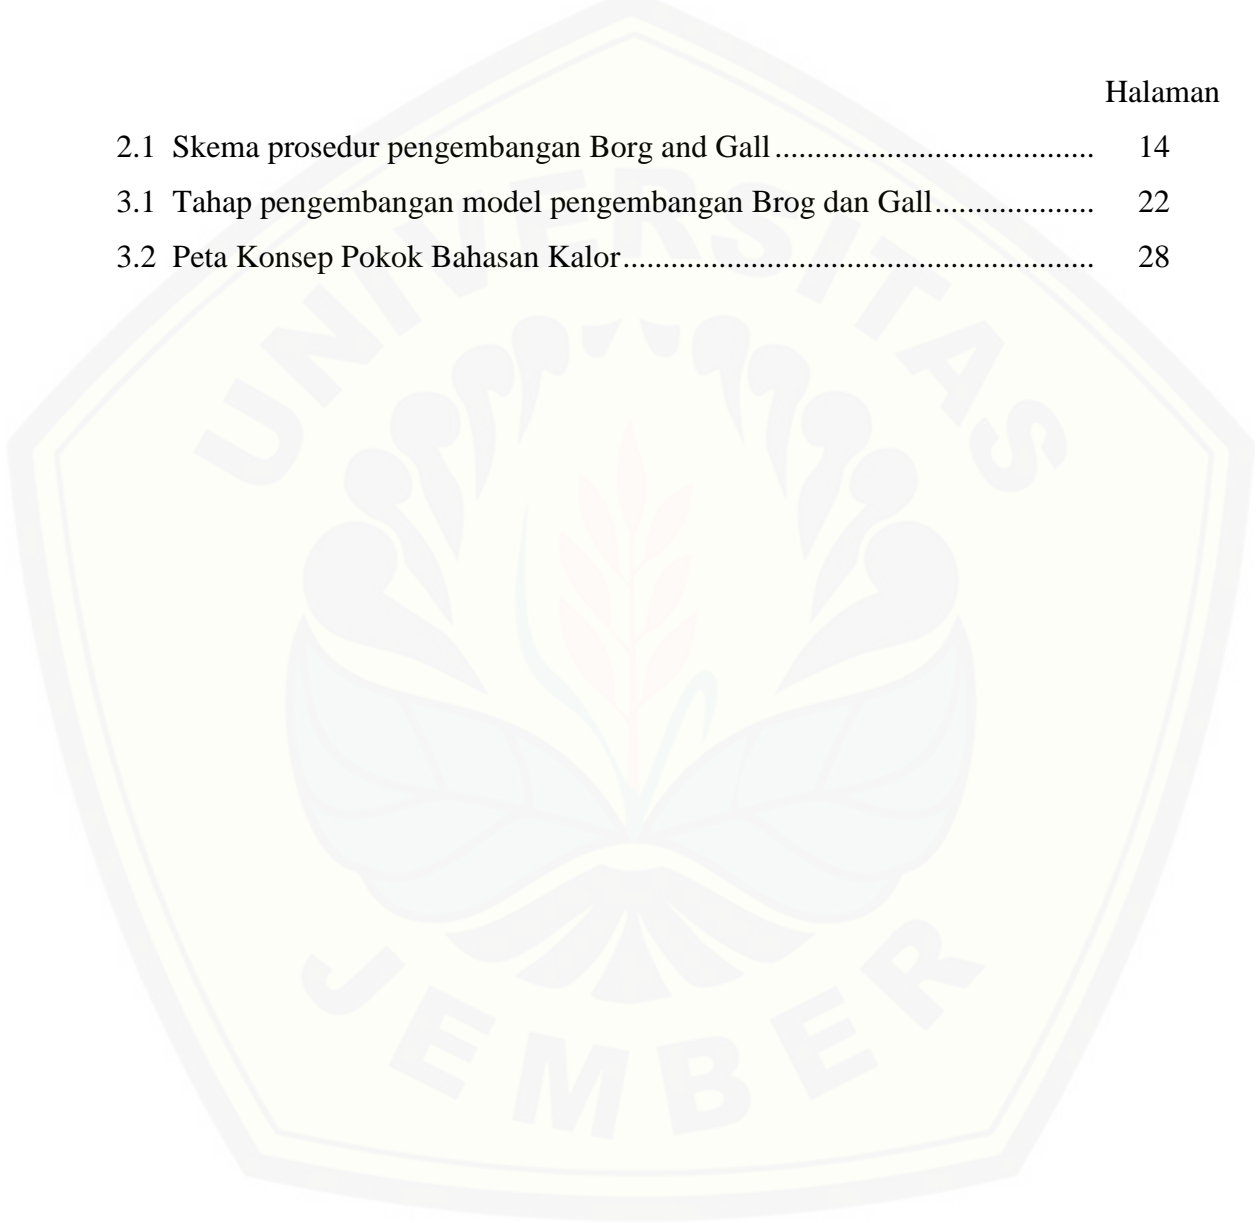 Halaman
2.1 Skema prosedur pengembangan Borg and Gall ........................................ 14
3.1 Tahap pengembangan model pengembangan Brog dan Gall .................... 22
3.2 Peta Konsep Pokok Bahasan Kalor ........................................................... 28
UNIVERSITAS
JEMBER